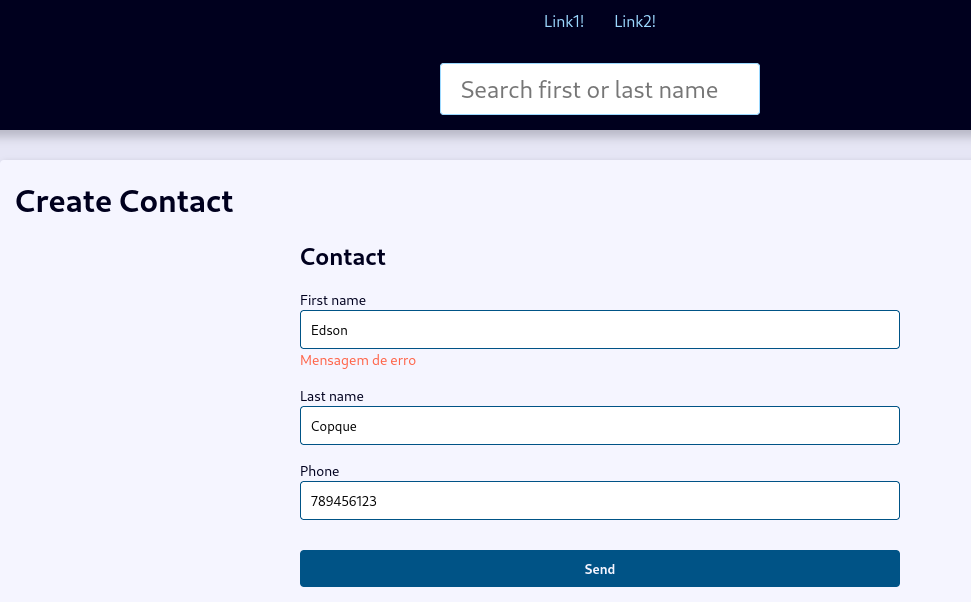 Link1! Link2!
Search first or last name
Create Contact
Contact
First name
Edson
Mensagem de erro
Last name
Copque
Phone
789456123
Send